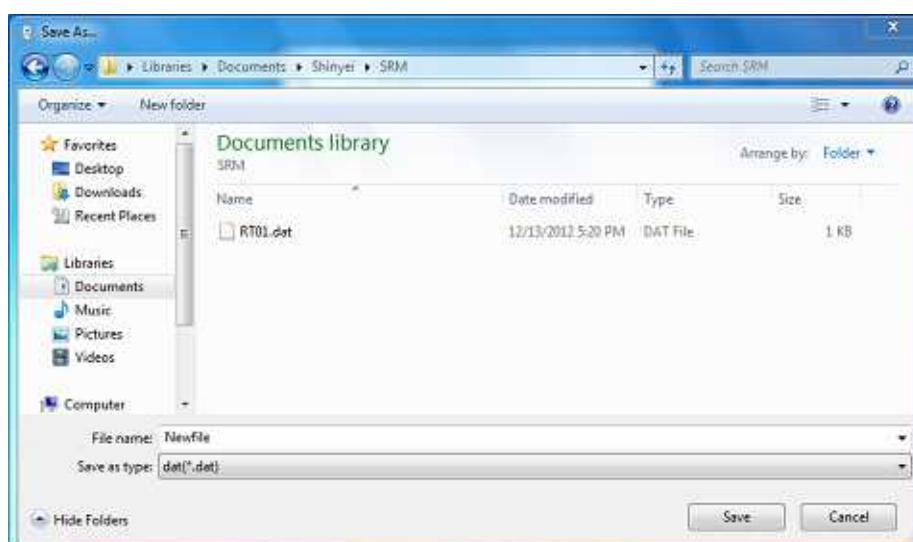 Save As...
Libraries ▸ Documents ▸ Shinyei ▸ SRM
Search SRM
Organize ▾ New folder
Favorites
Desktop
Downloads
Recent Places
Libraries
Documents
Music
Pictures
Videos
Computer
Documents library
SRM
Arrange by: Folder ▾
Name Date modified Type Size
RT01.dat 12/13/2012 5:20 PM DAT File 1 KB
File name: Newfile
Save as type: dat(*.dat)
Hide Folders
Save Cancel